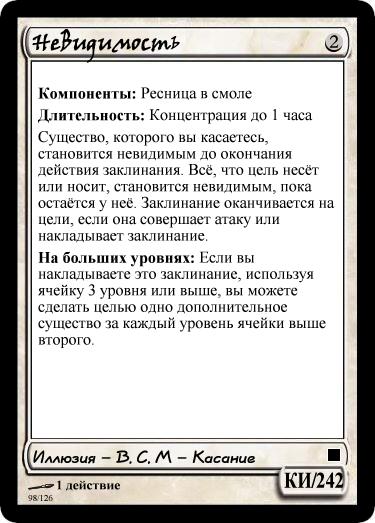 Невидимость 2
Компоненты: Ресница в смоле
Длительность: Концентрация до 1 часа
Существо, которого вы касаетесь,
становится невидимым до окончания
действия заклинания. Всё, что цель несёт
или носит, становится невидимым, пока
остаётся у неё. Заклинание оканчивается на
цели, если она совершает атаку или
накладывает заклинание.
На больших уровнях: Если вы
накладываете это заклинание, используя
ячейку 3 уровня или выше, вы можете
сделать целью одно дополнительное
существо за каждый уровень ячейки выше
второго.
Иллюзия – В, С, М – Касание
КИ/242
1 действие
98/126